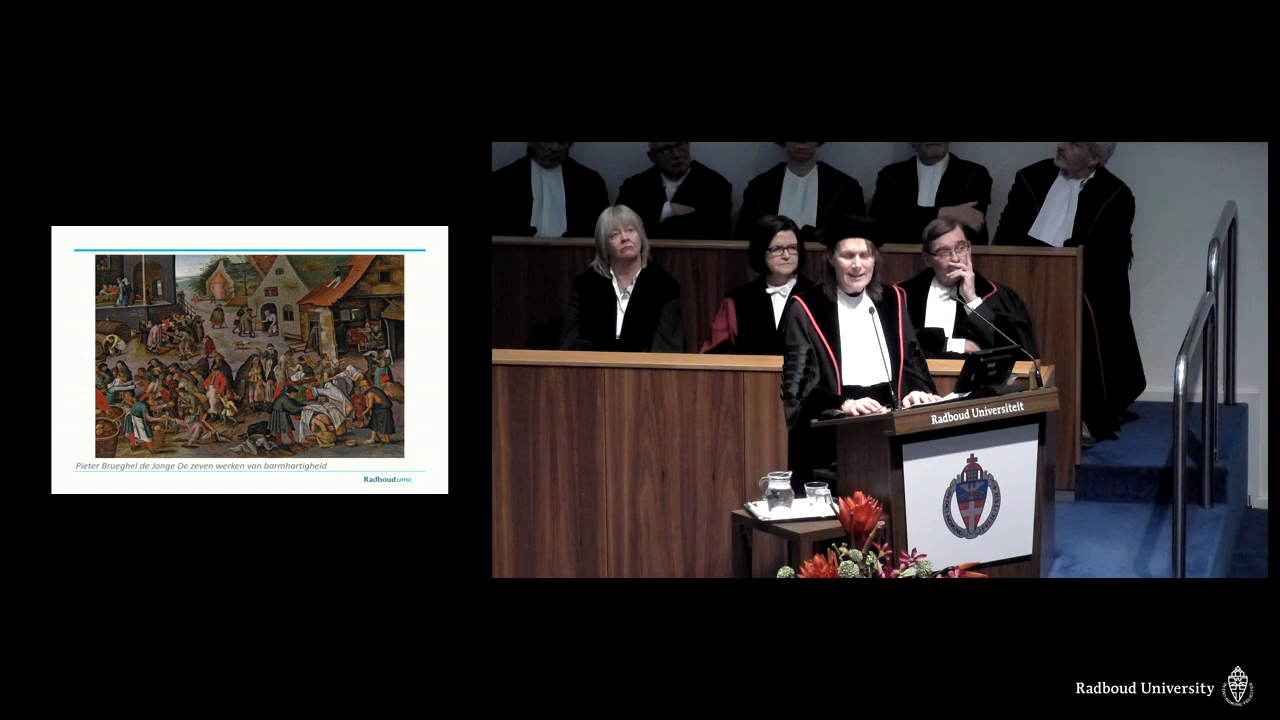 Pieter Brueghel de Jonge De zeven werken van barmhartigheid
Radboudumc
Radboud Universiteit
Radboud University